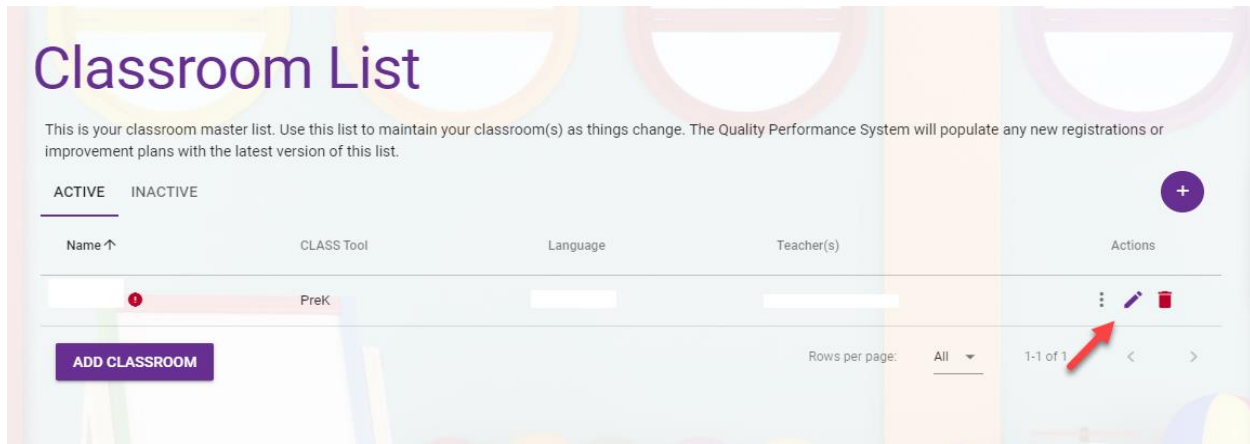 Classroom List
This is your classroom master list. Use this list to maintain your classroom(s) as things change. The Quality Performance System will populate any new registrations or
improvement plans with the latest version of this list.
ACTIVE INACTIVE
+
Name↑ CLASS Tool Language Teacher(s) Actions
PreK
ADD CLASSROOM Rows per page: All 1-1 of 1 < >